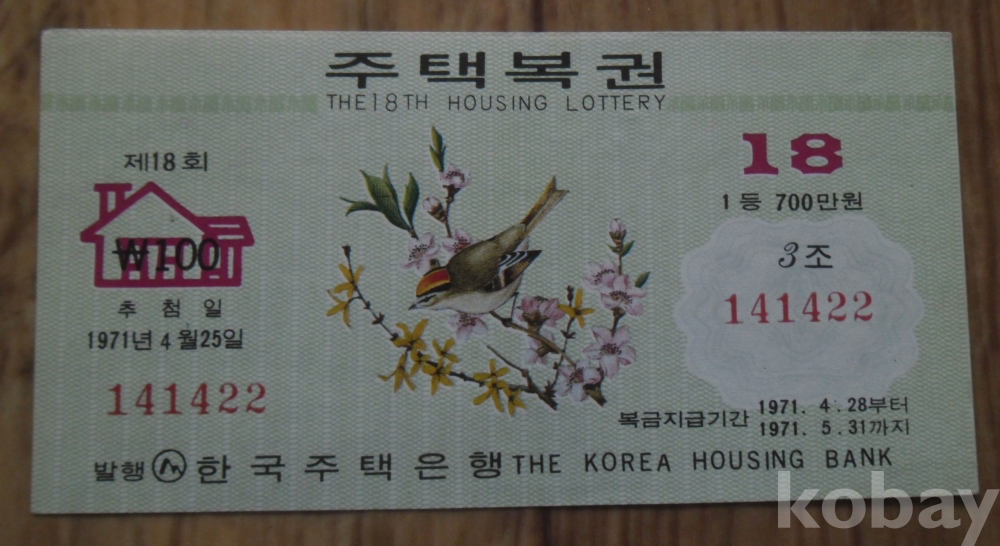 주택복권
THE 18TH HOUSING LOTTERY
제18회
₩100
추첨일
1971년 4월25일
141422
18
1등 700만원
3조
141422
복금지급기간 1971. 4. 28부터
1971. 5. 31까지
발행 한국주택은행 THE KOREA HOUSING BANK
kobay